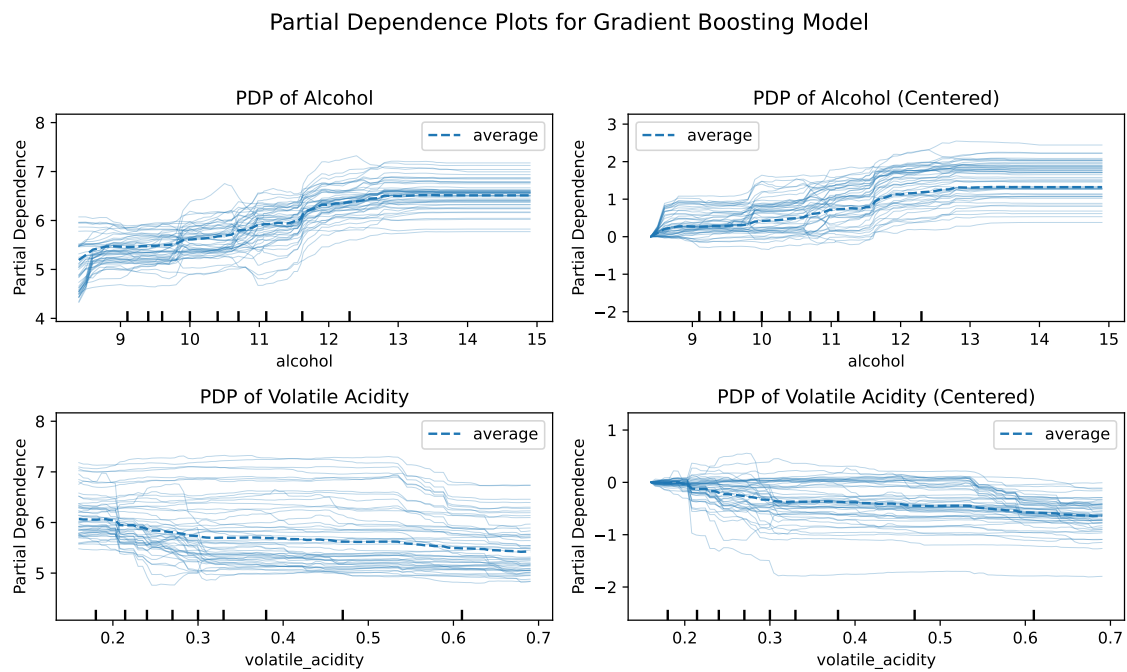 Partial Dependence Plots for Gradient Boosting Model
PDP of Alcohol
8
7
6
5
4
Partial Dependence
average
9 10 11 12 13 14 15
alcohol
PDP of Alcohol (Centered)
3
2
1
0
−1
−2
Partial Dependence
average
9 10 11 12 13 14 15
alcohol
PDP of Volatile Acidity
8
7
6
5
Partial Dependence
average
0.2 0.3 0.4 0.5 0.6 0.7
volatile_acidity
PDP of Volatile Acidity (Centered)
1
0
−1
−2
Partial Dependence
average
0.2 0.3 0.4 0.5 0.6 0.7
volatile_acidity